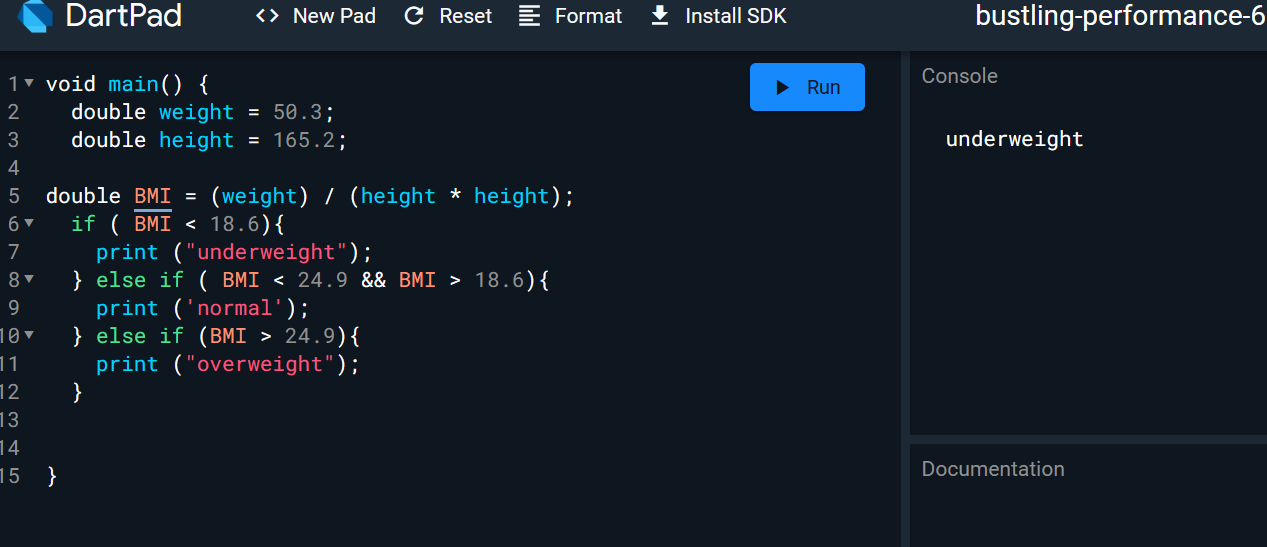 DartPad <> New Pad Reset Format Install SDK bustling-performance-6
1 void main() {
2 double weight = 50.3;
3 double height = 165.2;
4
5 double BMI = (weight) / (height * height);
6 if ( BMI < 18.6){
7 print ("underweight");
8 } else if ( BMI < 24.9 && BMI > 18.6){
9 print ('normal');
10 } else if (BMI > 24.9){
11 print ("overweight");
12 }
13
14
15 }
Run
Console
underweight
Documentation